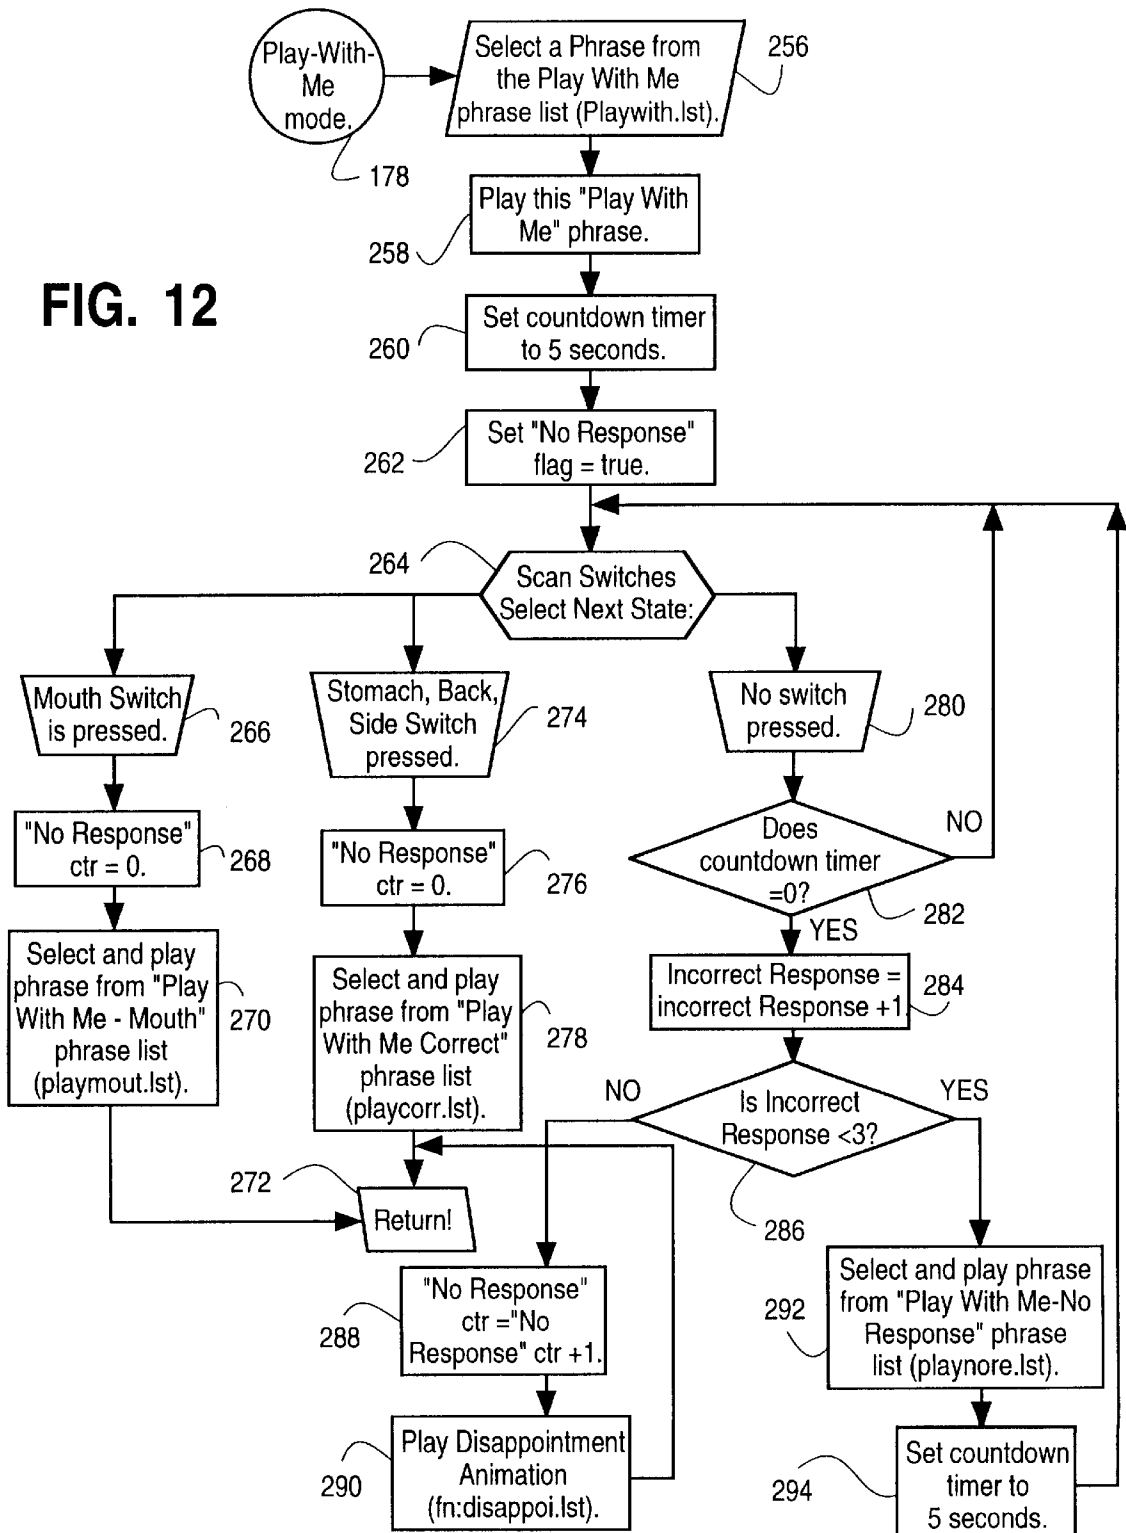 Play-With-
Me
mode.
178
Select a Phrase from
the Play With Me
phrase list (Playwith.lst).
256
Play this "Play With
Me" phrase.
258
FIG. 12
Set countdown timer
to 5 seconds.
260
Set "No Response"
flag = true.
262
264
Scan Switches
Select Next State:
Mouth Switch
is pressed.
266
"No Response"
ctr = 0.
268
Select and play
phrase from "Play
With Me - Mouth"
phrase list
(playmout.lst).
270
Stomach, Back,
Side Switch
pressed.
274
"No Response"
ctr = 0.
276
Select and play
phrase from "Play
With Me Correct"
phrase list
(playcorr.lst).
278
272
Return!
No switch
pressed.
280
Does
countdown timer
=0?
282
NO
YES
Incorrect Response =
incorrect Response +1.
284
Is Incorrect
Response <3?
286
NO
YES
"No Response"
ctr ="No
Response" ctr +1.
288
Play Disappointment
Animation
(fn:disappoi.lst).
290
Select and play phrase
from "Play With Me-No
Response" phrase
list (playnore.lst).
292
Set countdown
timer to
5 seconds.
294